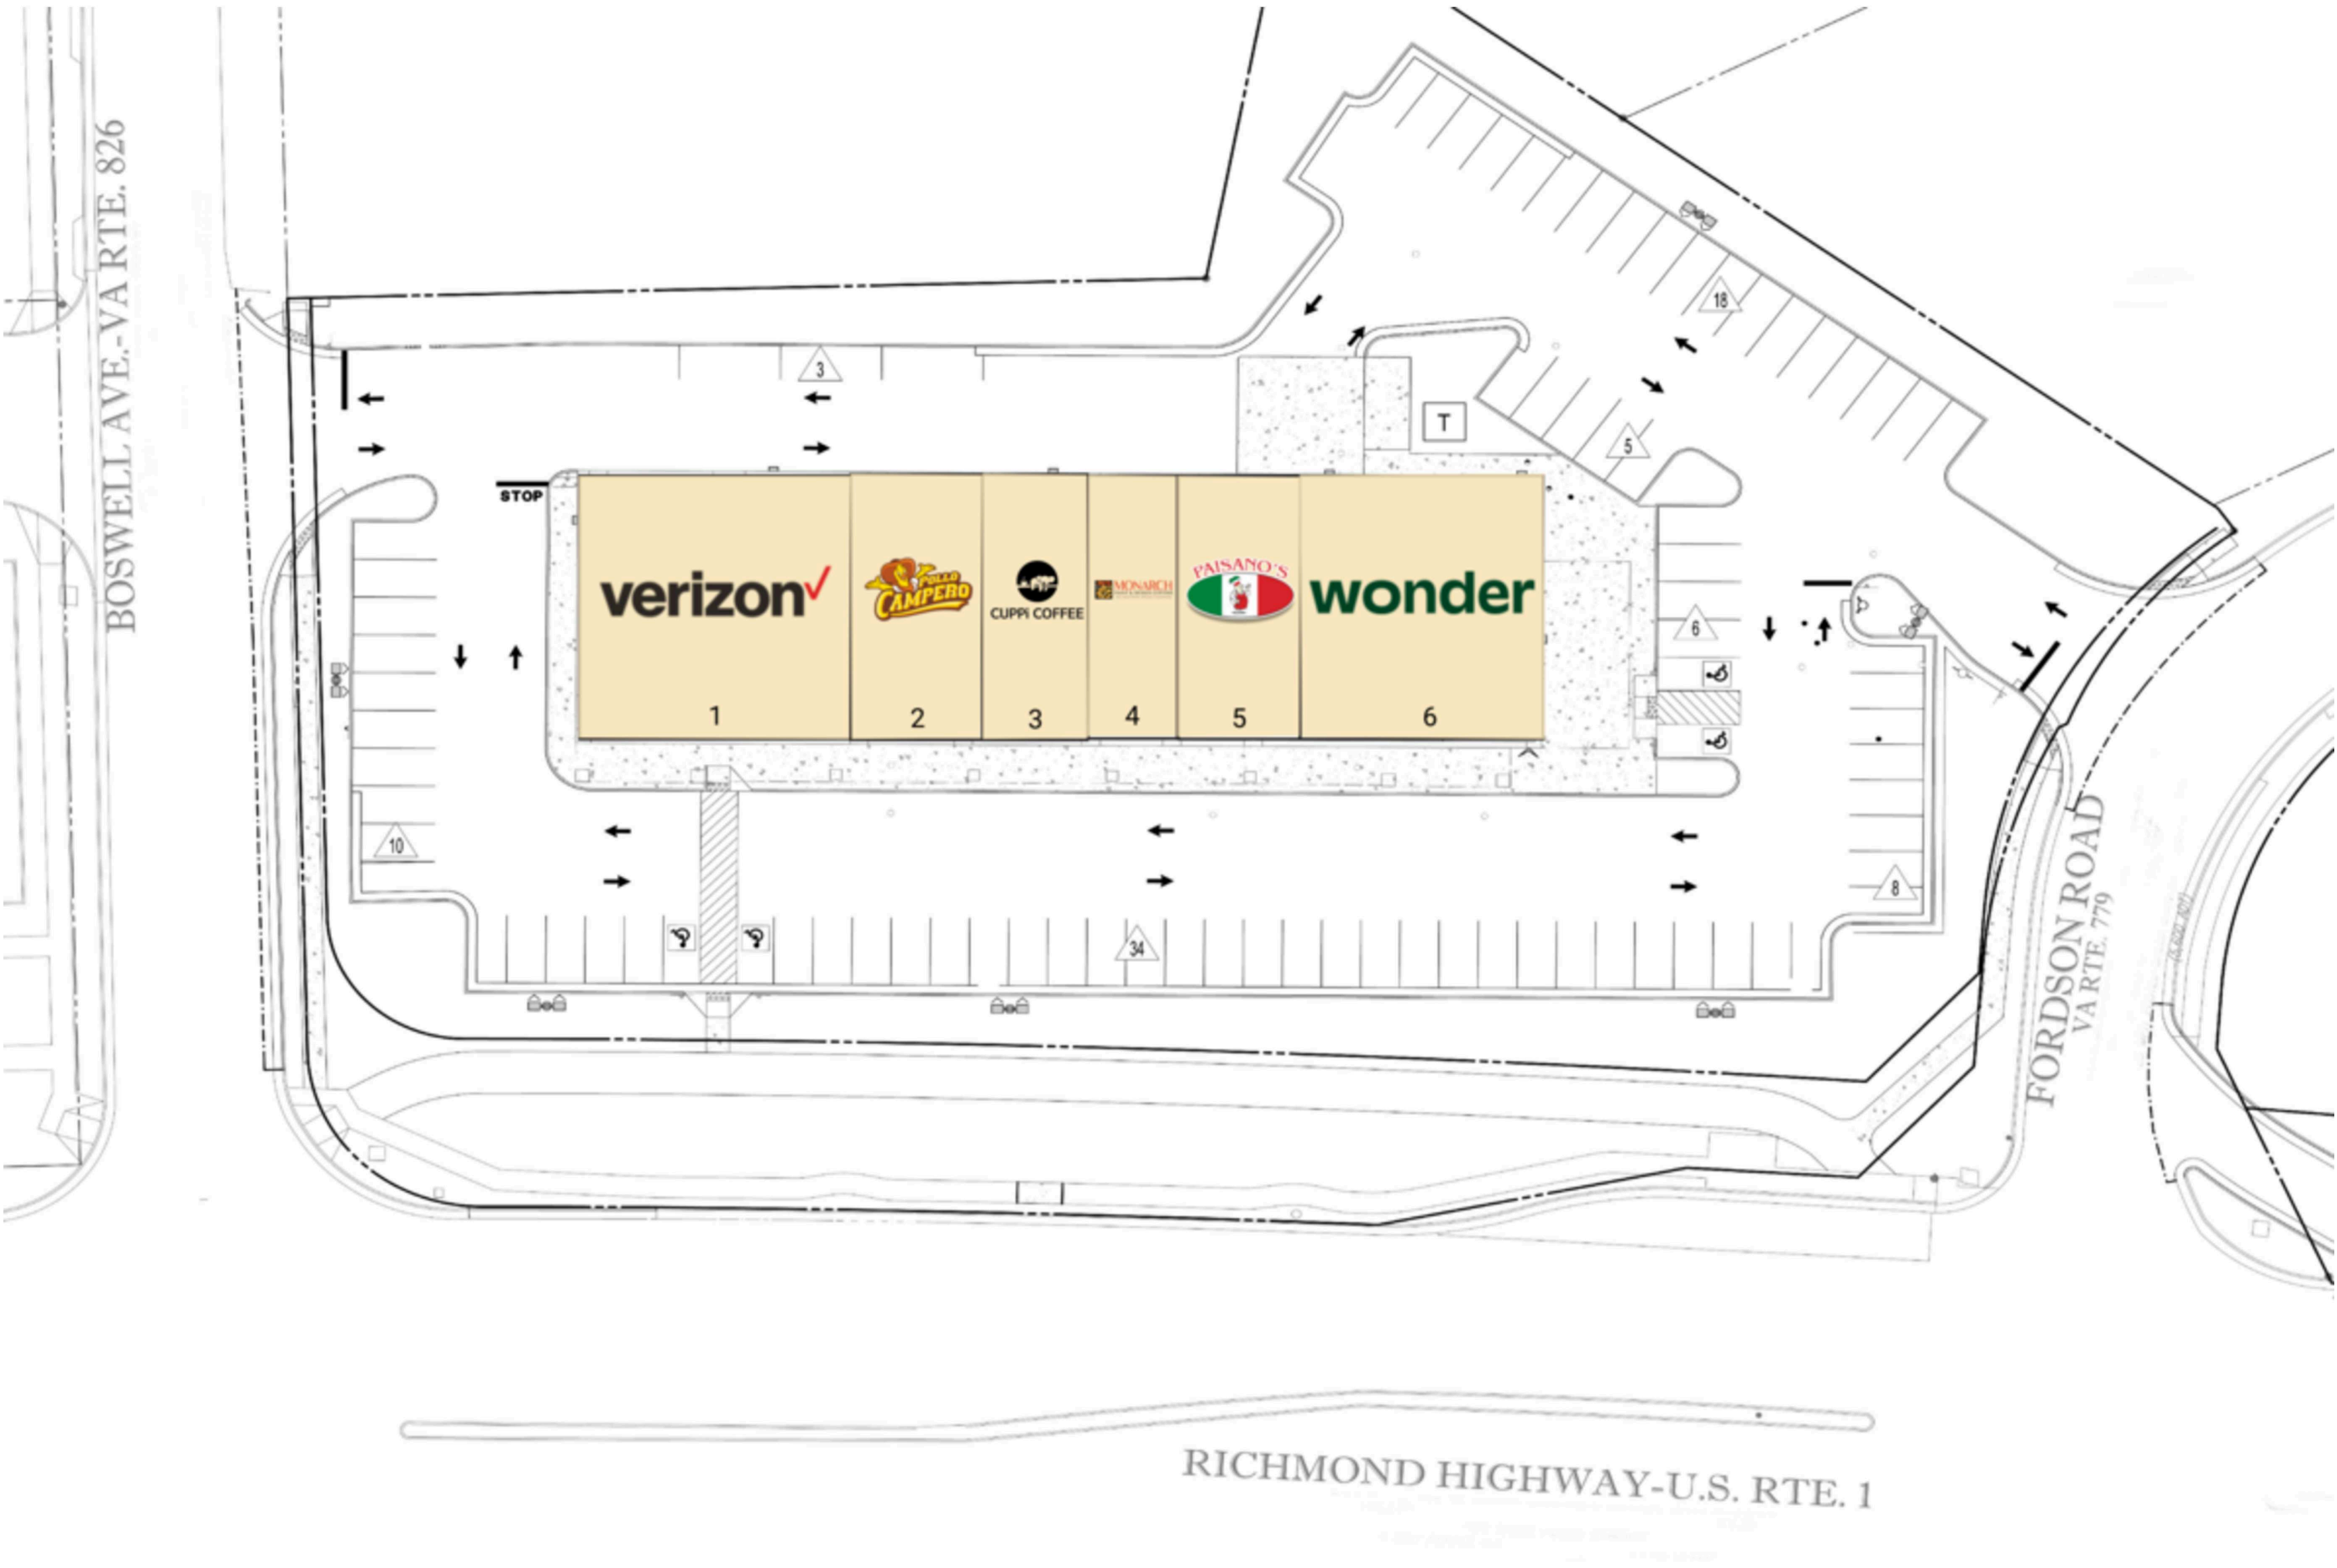 BOSWELL AVE.-VA RTE. 826
18
3
T
5
STOP
verizon
POLLO
CAMPERO
CUPPi COFFEE
MONARCH
PAISANO'S
wonder
6
1
2
3
4
5
6
10
8
34
FORDSON ROAD
VA RTE. 779
RICHMOND HIGHWAY-U.S. RTE. 1